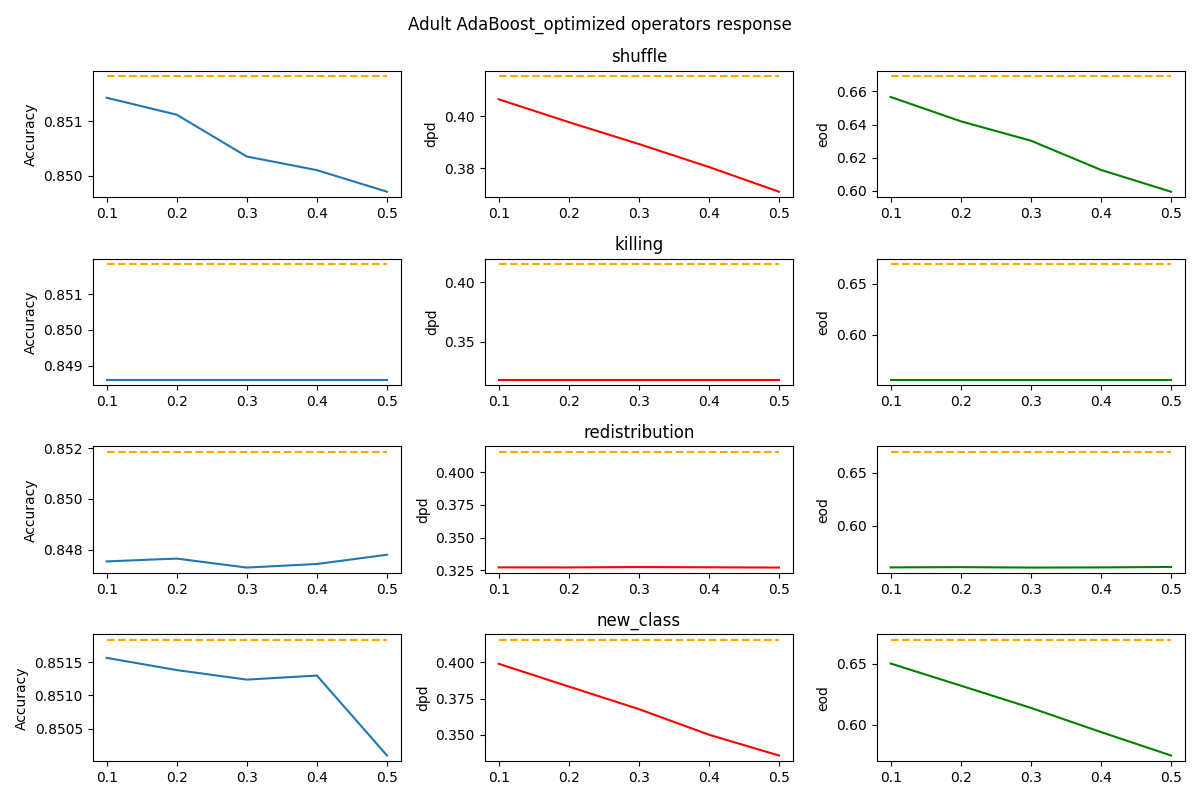 Adult AdaBoost_optimized operators response
shuffle
Accuracy
0.851
0.850
0.1 0.2 0.3 0.4 0.5
dpd
0.40
0.38
0.1 0.2 0.3 0.4 0.5
eod
0.66
0.64
0.62
0.60
0.1 0.2 0.3 0.4 0.5
killing
Accuracy
0.851
0.850
0.849
0.1 0.2 0.3 0.4 0.5
dpd
0.40
0.35
0.1 0.2 0.3 0.4 0.5
eod
0.65
0.60
0.1 0.2 0.3 0.4 0.5
redistribution
Accuracy
0.852
0.850
0.848
0.1 0.2 0.3 0.4 0.5
dpd
0.400
0.375
0.350
0.325
0.1 0.2 0.3 0.4 0.5
eod
0.65
0.60
0.1 0.2 0.3 0.4 0.5
new_class
Accuracy
0.8515
0.8510
0.8505
0.1 0.2 0.3 0.4 0.5
dpd
0.400
0.375
0.350
0.1 0.2 0.3 0.4 0.5
eod
0.65
0.60
0.1 0.2 0.3 0.4 0.5